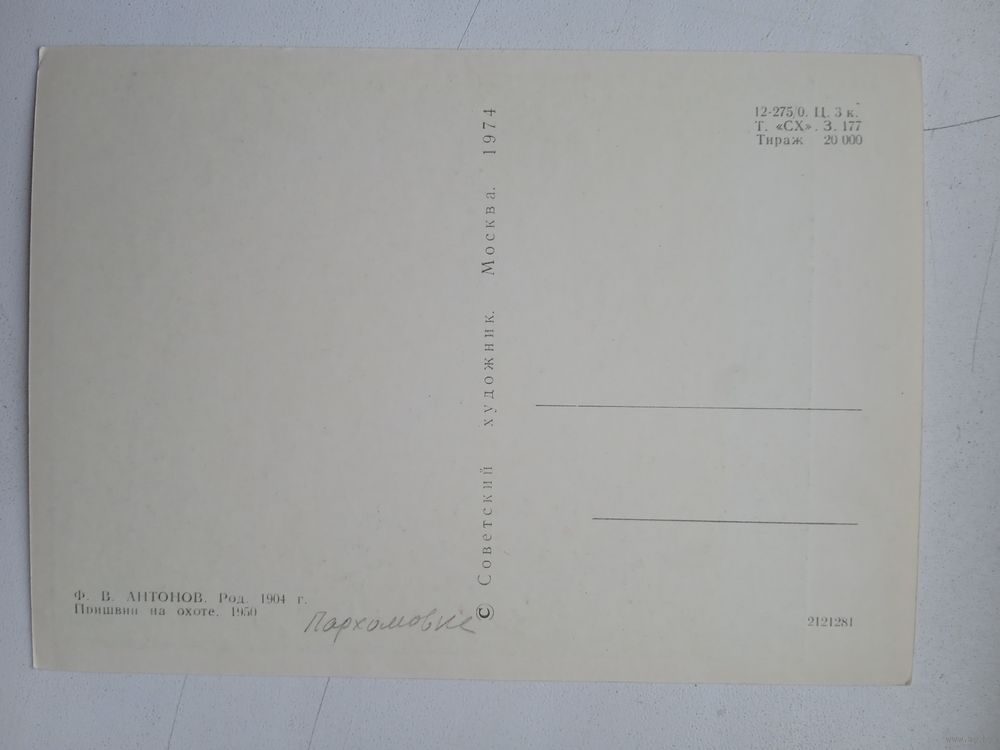 12-275/0. Ц. 3 к.
Т. «СХ». З. 177
Тираж 20 000
© Советский художник. Москва. 1974
Ф. В. АНТОНОВ. Род. 1904 г.
Пришвин на охоте. 1950
Пархомовке
2121281